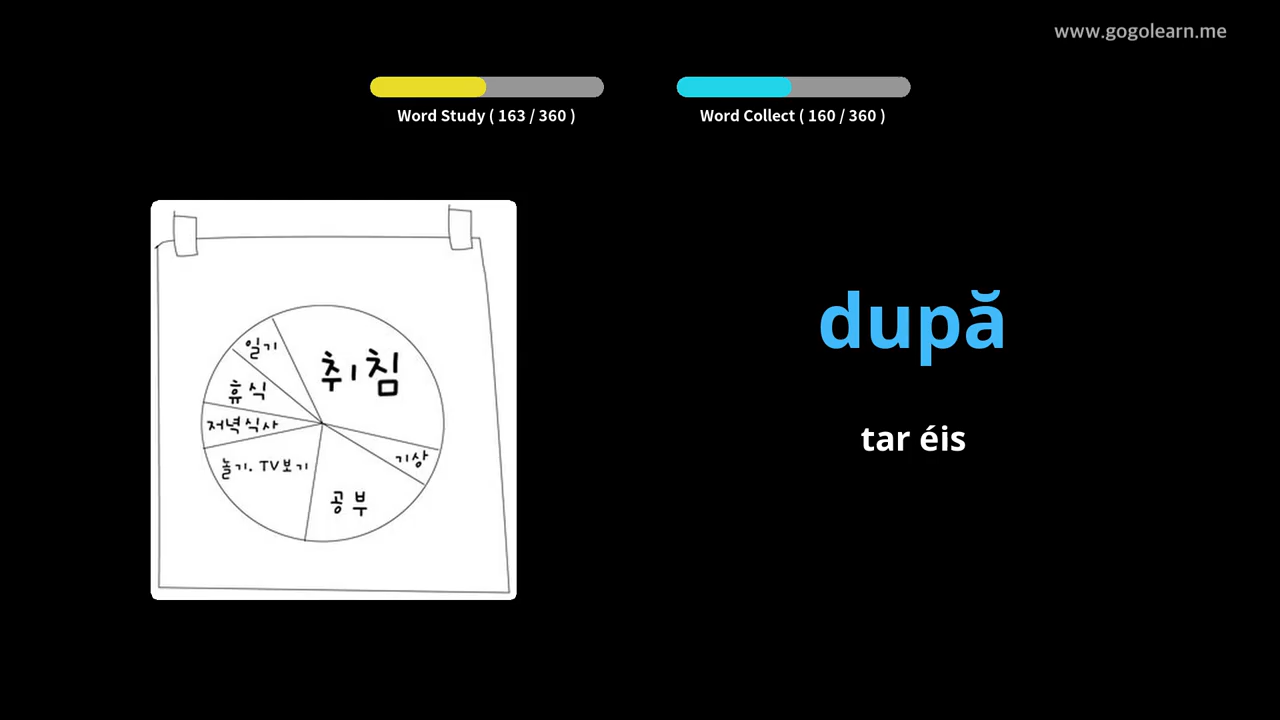 www.gogolearn.me
Word Study ( 163 / 360 )
Word Collect ( 160 / 360 )
일기
취침
휴식
저녁식사
놀기. TV보기
기상
공부
după
tar éis